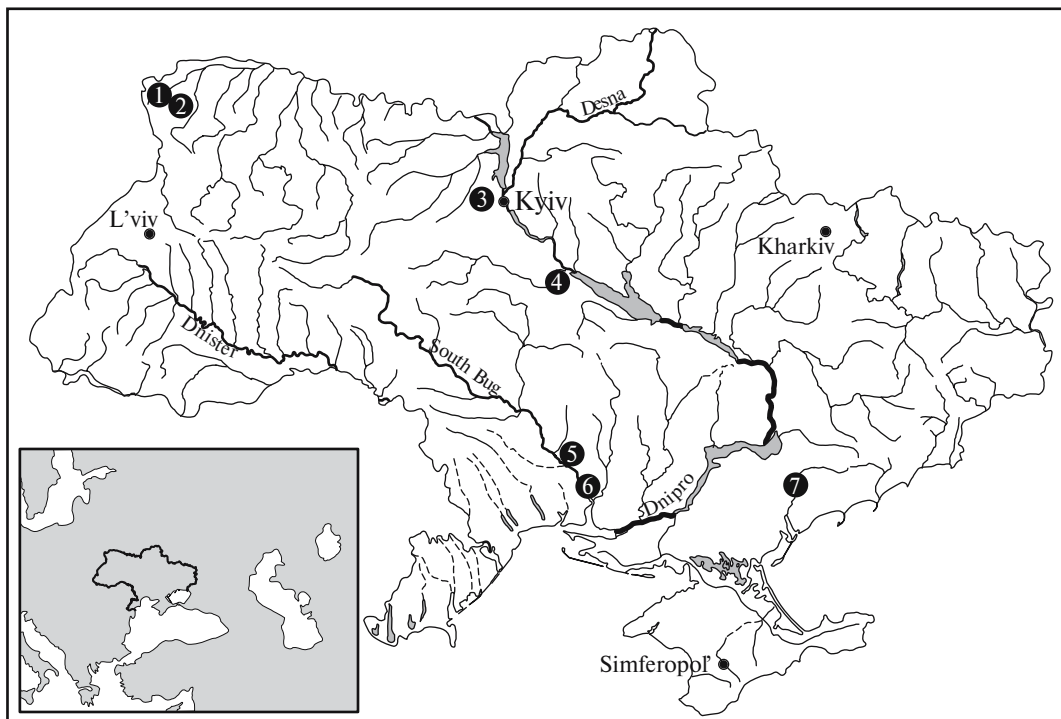 Desna
1
2
3
Kyiv
L'viv
Kharkiv
4
Dnister
South Bug
5
6
Dnipro
7
Simferopol'